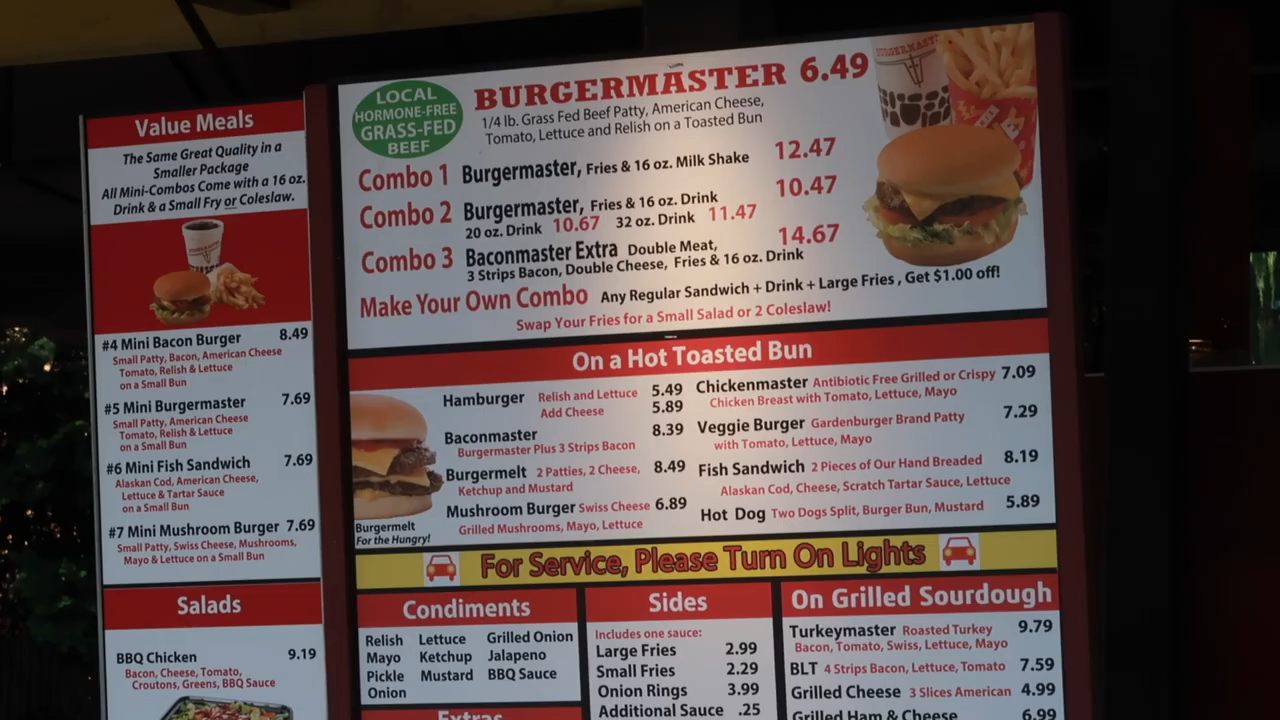 Value Meals
The Same Great Quality in a
Smaller Package
All Mini-Combos Come with a 16 oz.
Drink & a Small Fry or Coleslaw.
#4 Mini Bacon Burger 8.49
Small Patty, Bacon, American Cheese
Tomato, Relish & Lettuce
on a Small Bun
#5 Mini Burgermaster 7.69
Small Patty, American Cheese
Tomato, Relish & Lettuce
on a Small Bun
#6 Mini Fish Sandwich 7.69
Alaskan Cod, American Cheese,
Lettuce & Tartar Sauce
on a Small Bun
#7 Mini Mushroom Burger 7.69
Small Patty, Swiss Cheese, Mushrooms,
Mayo & Lettuce on a Small Bun
Salads
BBQ Chicken 9.19
Bacon, Cheese, Tomato,
Croutons, Greens, BBQ Sauce
LOCAL
HORMONE-FREE
GRASS-FED
BEEF
BURGERMASTER 6.49
1/4 lb. Grass Fed Beef Patty, American Cheese,
Tomato, Lettuce and Relish on a Toasted Bun
Combo 1 Burgermaster, Fries & 16 oz. Milk Shake 12.47
Combo 2 Burgermaster, Fries & 16 oz. Drink 10.47
20 oz. Drink 10.67 32 oz. Drink 11.47
Combo 3 Baconmaster Extra Double Meat, 14.67
3 Strips Bacon, Double Cheese, Fries & 16 oz. Drink
Make Your Own Combo Any Regular Sandwich + Drink + Large Fries , Get $1.00 off!
Swap Your Fries for a Small Salad or 2 Coleslaw!
BURGERMAST
On a Hot Toasted Bun
Hamburger Relish and Lettuce 5.49
Add Cheese 5.89
Baconmaster 8.39
Burgermaster Plus 3 Strips Bacon
Burgermelt 2 Patties, 2 Cheese, 8.49
Ketchup and Mustard
Mushroom Burger Swiss Cheese 6.89
Grilled Mushrooms, Mayo, Lettuce
Burgermelt
For the Hungry!
Chickenmaster Antibiotic Free Grilled or Crispy 7.09
Chicken Breast with Tomato, Lettuce, Mayo
Veggie Burger Gardenburger Brand Patty 7.29
with Tomato, Lettuce, Mayo
Fish Sandwich 2 Pieces of Our Hand Breaded 8.19
Alaskan Cod, Cheese, Scratch Tartar Sauce, Lettuce
Hot Dog Two Dogs Split, Burger Bun, Mustard 5.89
For Service, Please Turn On Lights
Condiments
Relish Lettuce Grilled Onion
Mayo Ketchup Jalapeno
Pickle Mustard BBQ Sauce
Onion
Extras
Sides
Includes one sauce:
Large Fries 2.99
Small Fries 2.29
Onion Rings 3.99
Additional Sauce .25
On Grilled Sourdough
Turkeymaster Roasted Turkey 9.79
Bacon, Tomato, Swiss, Lettuce, Mayo
BLT 4 Strips Bacon, Lettuce, Tomato 7.59
Grilled Cheese 3 Slices American 4.99
Grilled Ham & Cheese 6.99